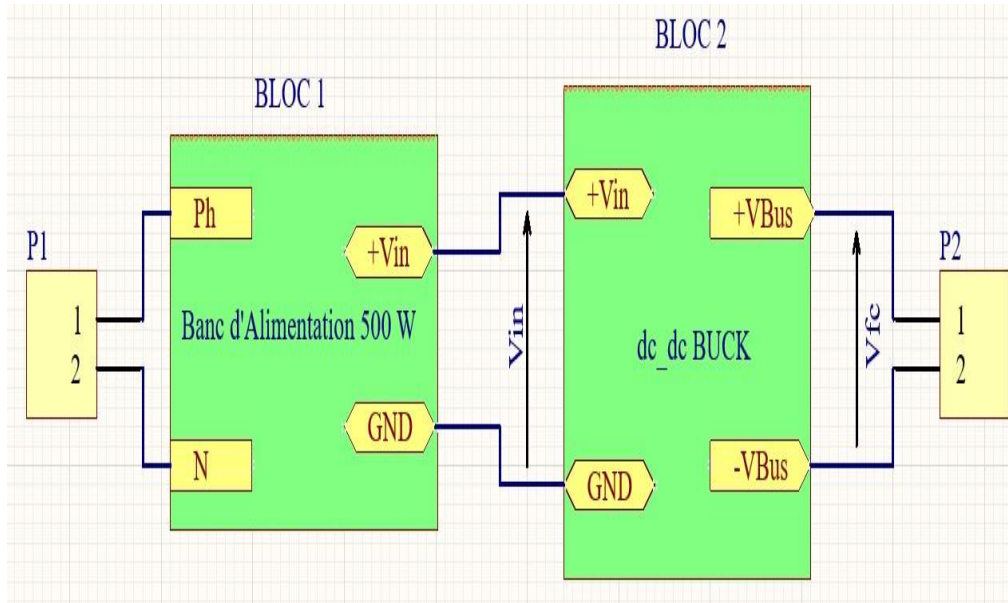 BLOC 1
BLOC 2
P1
1
2
Ph
N
+Vin
GND
Banc d'Alimentation 500 W
Vin
+Vin
GND
dc_dc BUCK
+VBus
-VBus
Vfc
P2
1
2